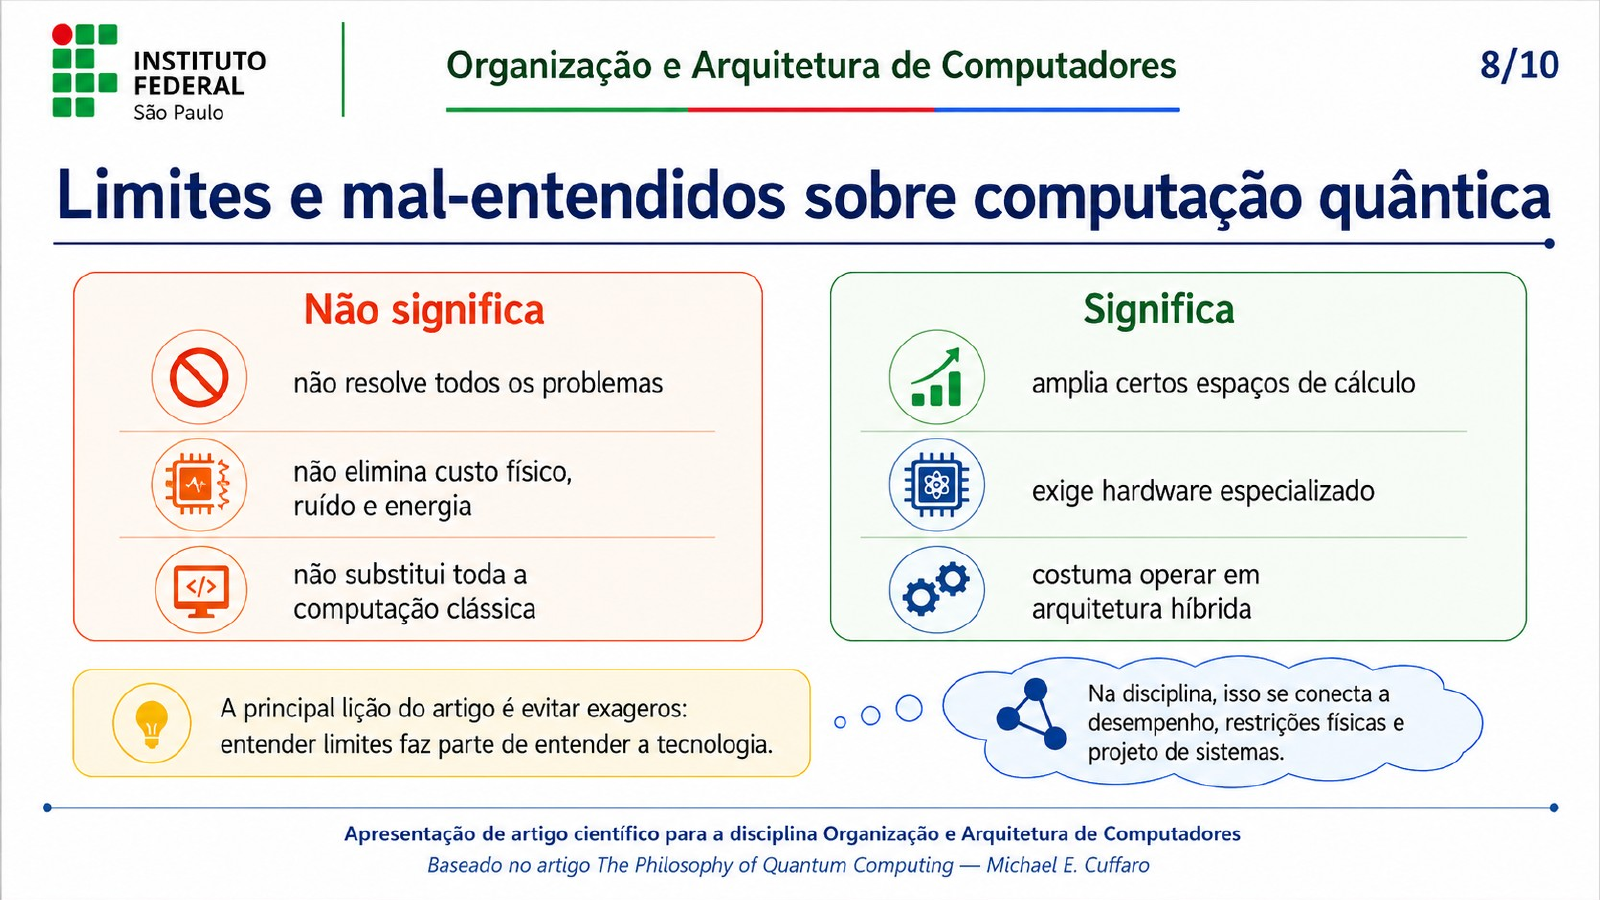 INSTITUTO
FEDERAL
São Paulo
Organização e Arquitetura de Computadores
8/10
Limites e mal-entendidos sobre computação quântica
Não significa
não resolve todos os problemas
não elimina custo físico,
ruído e energia
</>
não substitui toda a
computação clássica
Significa
amplia certos espaços de cálculo
exige hardware especializado
costuma operar em
arquitetura híbrida
A principal lição do artigo é evitar exageros:
entender limites faz parte de entender a tecnologia.
Na disciplina, isso se conecta a
desempenho, restrições físicas e
projeto de sistemas.
Apresentação de artigo científico para a disciplina Organização e Arquitetura de Computadores
Baseado no artigo The Philosophy of Quantum Computing — Michael E. Cuffaro